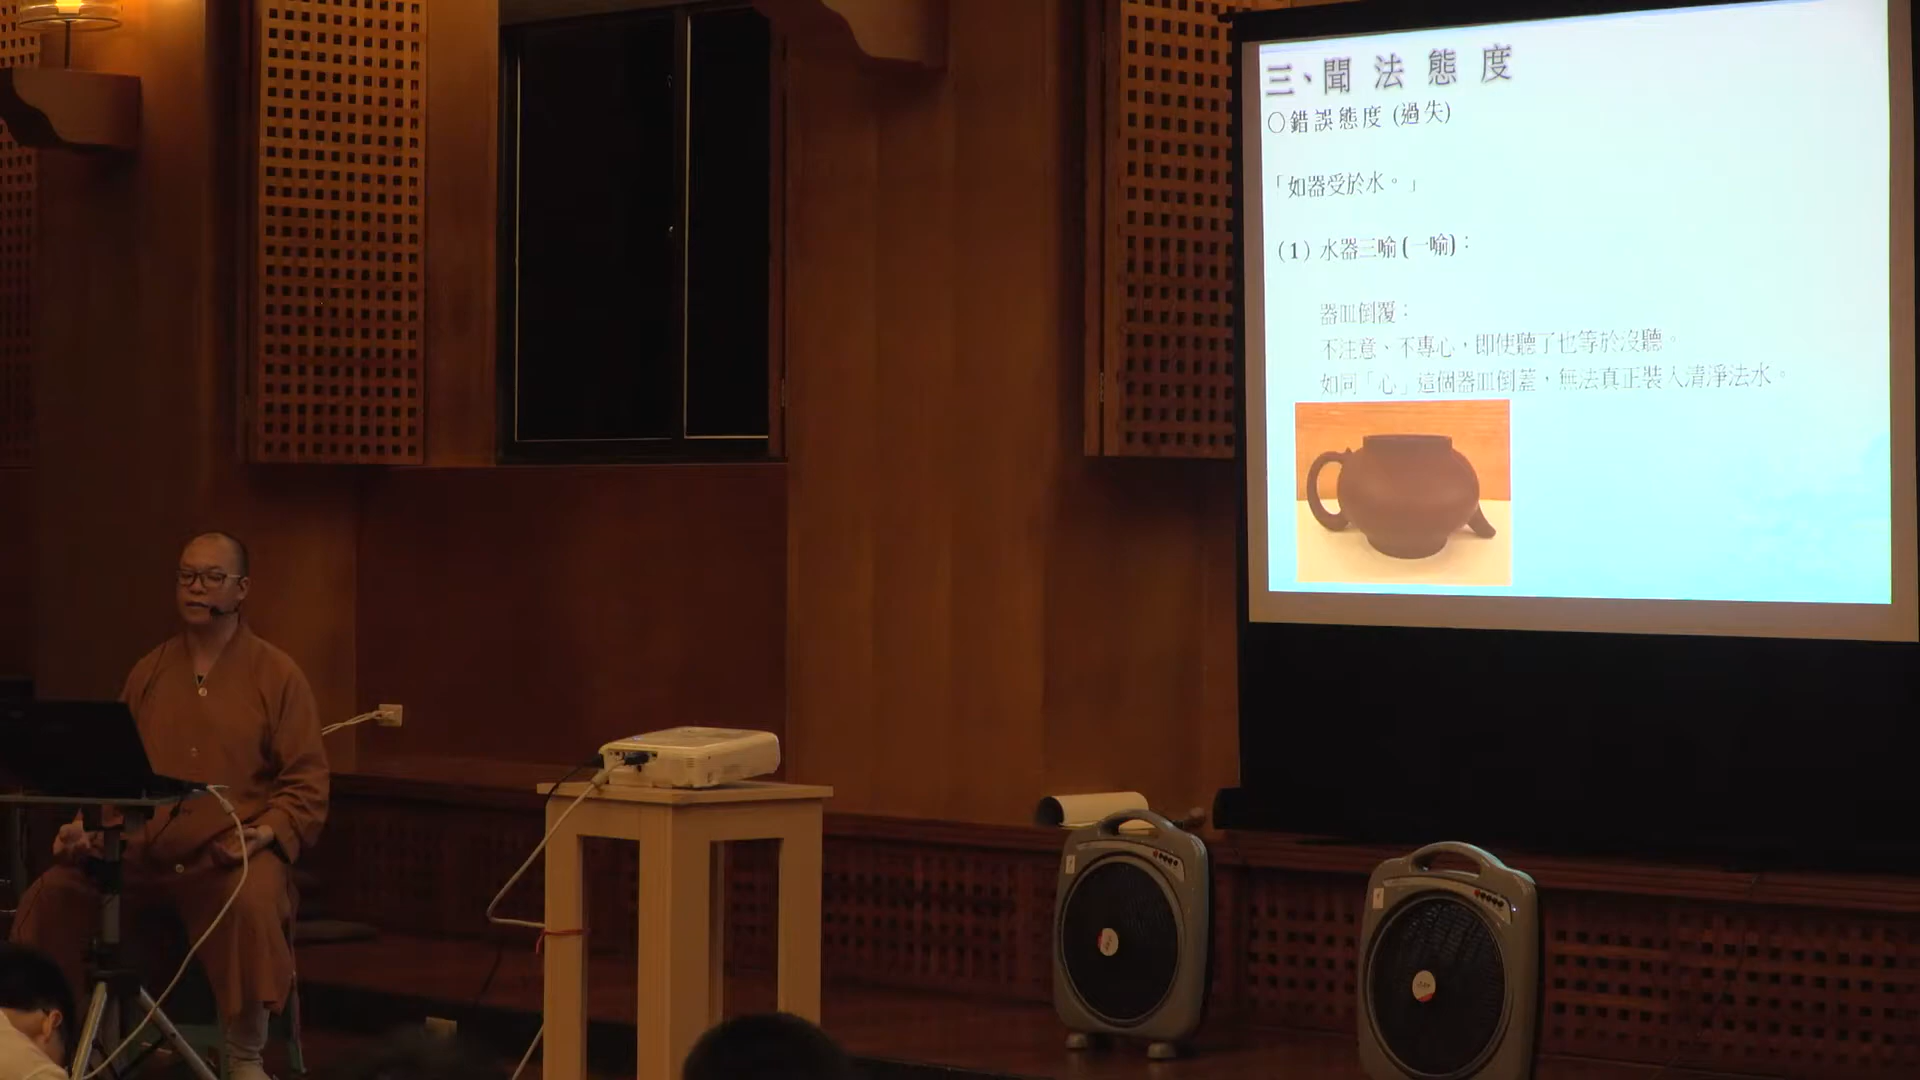 三、聞法態度
〇錯誤態度 (過失)
「如器受於水。」
（1）水器三喻 (一喻)：
器皿倒覆：
不注意、不專心，即使聽了也等於沒聽。
如同「心」這個器皿倒蓋，無法真正裝入清淨法水。